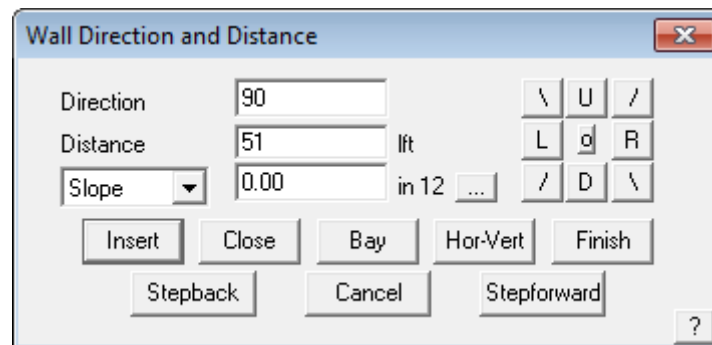 Wall Direction and Distance
Direction 90 \ U /
Distance 51 lft L o R
Slope 0.00 in 12 ... / D \
Insert Close Bay Hor-Vert Finish
Stepback Cancel Stepforward
?